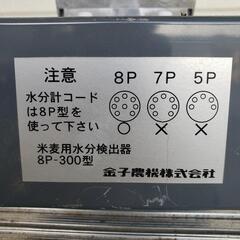 注意 8P 7P 5P
水分計コード
は8P型を
使って下さい ○ × ×
米麦用水分検出器
8P-300型
金子農機株式会社